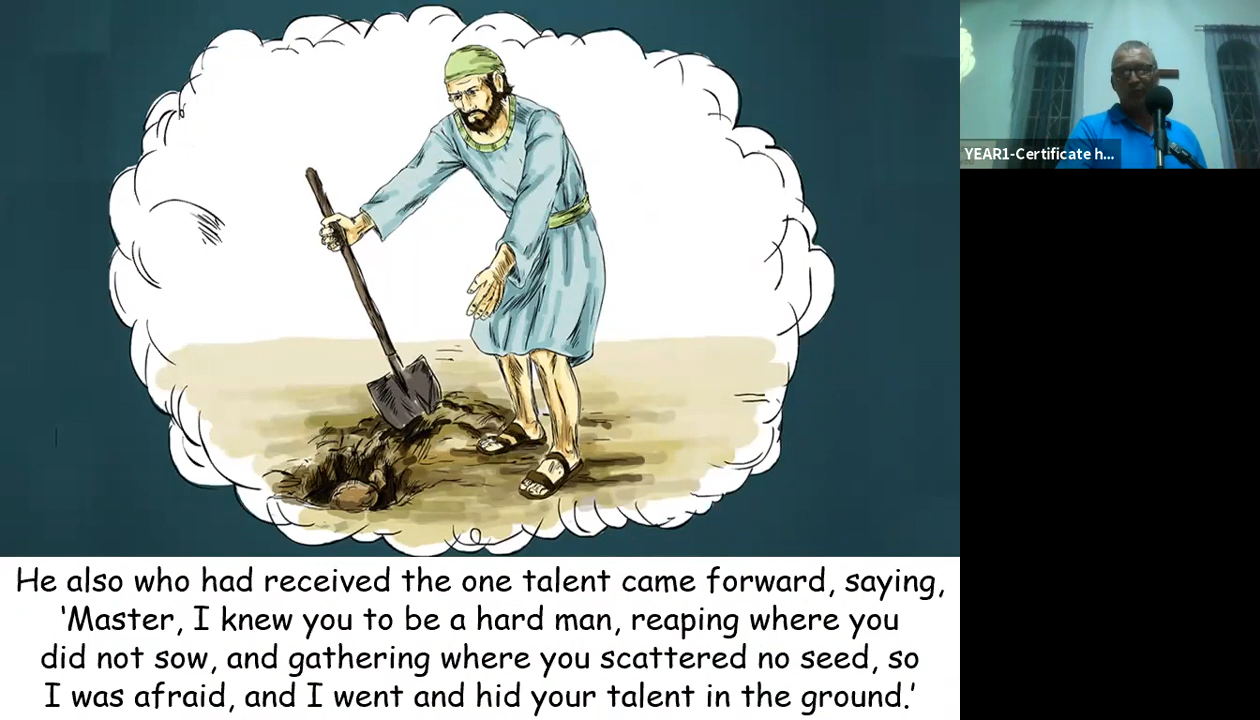 YEAR1-Certificate h...
He also who had received the one talent came forward, saying,
‘Master, I knew you to be a hard man, reaping where you
did not sow, and gathering where you scattered no seed, so
I was afraid, and I went and hid your talent in the ground.’